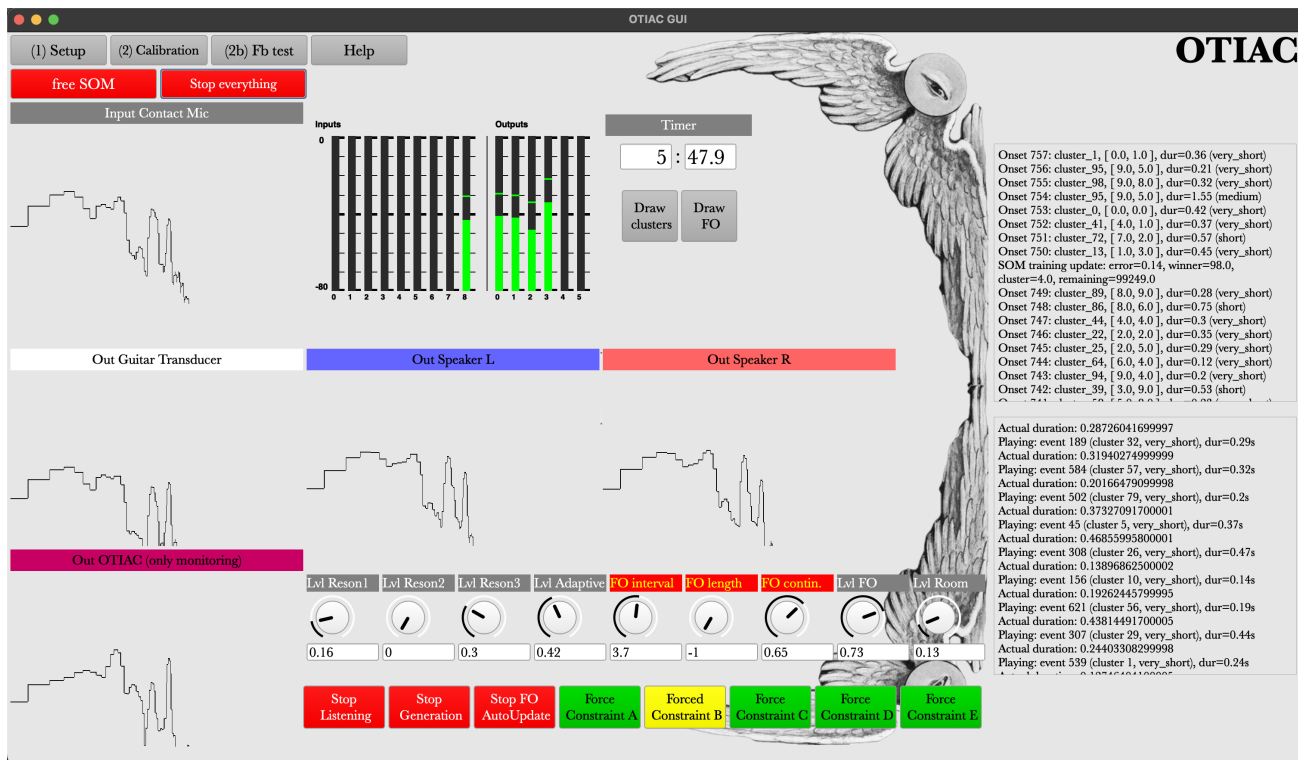 OTIAC GUI
(1) Setup
(2) Calibration
(2b) Fb test
Help
OTIAC
free SOM
Stop everything
Input Contact Mic
Inputs
Outputs
0
-80
0 1 2 3 4 5 6 7 8
0 1 2 3 4 5
Timer
5 : 47.9
Draw
clusters
Draw
FO
Onset 757: cluster_1, [ 0.0, 1.0 ], dur=0.36 (very_short)
Onset 756: cluster_95, [ 9.0, 5.0 ], dur=0.21 (very_short)
Onset 755: cluster_98, [ 9.0, 8.0 ], dur=0.32 (very_short)
Onset 754: cluster_95, [ 9.0, 5.0 ], dur=1.55 (medium)
Onset 753: cluster_0, [ 0.0, 0.0 ], dur=0.42 (very_short)
Onset 752: cluster_41, [ 4.0, 1.0 ], dur=0.37 (very_short)
Onset 751: cluster_72, [ 7.0, 2.0 ], dur=0.57 (short)
Onset 750: cluster_13, [ 1.0, 3.0 ], dur=0.45 (very_short)
SOM training update: error=0.14, winner=98.0,
cluster=4.0, remaining=99249.0
Onset 749: cluster_89, [ 8.0, 9.0 ], dur=0.28 (very_short)
Onset 748: cluster_86, [ 8.0, 6.0 ], dur=0.75 (short)
Onset 747: cluster_44, [ 4.0, 4.0 ], dur=0.3 (very_short)
Onset 746: cluster_22, [ 2.0, 2.0 ], dur=0.35 (very_short)
Onset 745: cluster_25, [ 2.0, 5.0 ], dur=0.29 (very_short)
Onset 744: cluster_64, [ 6.0, 4.0 ], dur=0.12 (very_short)
Onset 743: cluster_94, [ 9.0, 4.0 ], dur=0.2 (very_short)
Onset 742: cluster_39, [ 3.0, 9.0 ], dur=0.53 (short)
Out Guitar Transducer
Out Speaker L
Out Speaker R
Actual duration: 0.28726041699997
Playing: event 189 (cluster 32, very_short), dur=0.29s
Actual duration: 0.31940274999999
Playing: event 584 (cluster 57, very_short), dur=0.32s
Actual duration: 0.20166479099998
Playing: event 502 (cluster 79, very_short), dur=0.2s
Actual duration: 0.37327091700001
Playing: event 45 (cluster 5, very_short), dur=0.37s
Actual duration: 0.46855995800001
Playing: event 308 (cluster 26, very_short), dur=0.47s
Actual duration: 0.13896862500002
Playing: event 156 (cluster 10, very_short), dur=0.14s
Actual duration: 0.19262445799995
Playing: event 621 (cluster 56, very_short), dur=0.19s
Actual duration: 0.43814491700005
Playing: event 307 (cluster 29, very_short), dur=0.44s
Actual duration: 0.24403308299998
Playing: event 539 (cluster 1, very_short), dur=0.24s
Out OTIAC (only monitoring)
Lvl Reson1
Lvl Reson2
Lvl Reson3
Lvl Adaptive
FO interval
FO length
FO contin.
Lvl FO
Lvl Room
0.16
0
0.3
0.42
3.7
-1
0.65
0.73
0.13
Stop
Listening
Stop
Generation
Stop FO
AutoUpdate
Force
Constraint A
Forced
Constraint B
Force
Constraint C
Force
Constraint D
Force
Constraint E